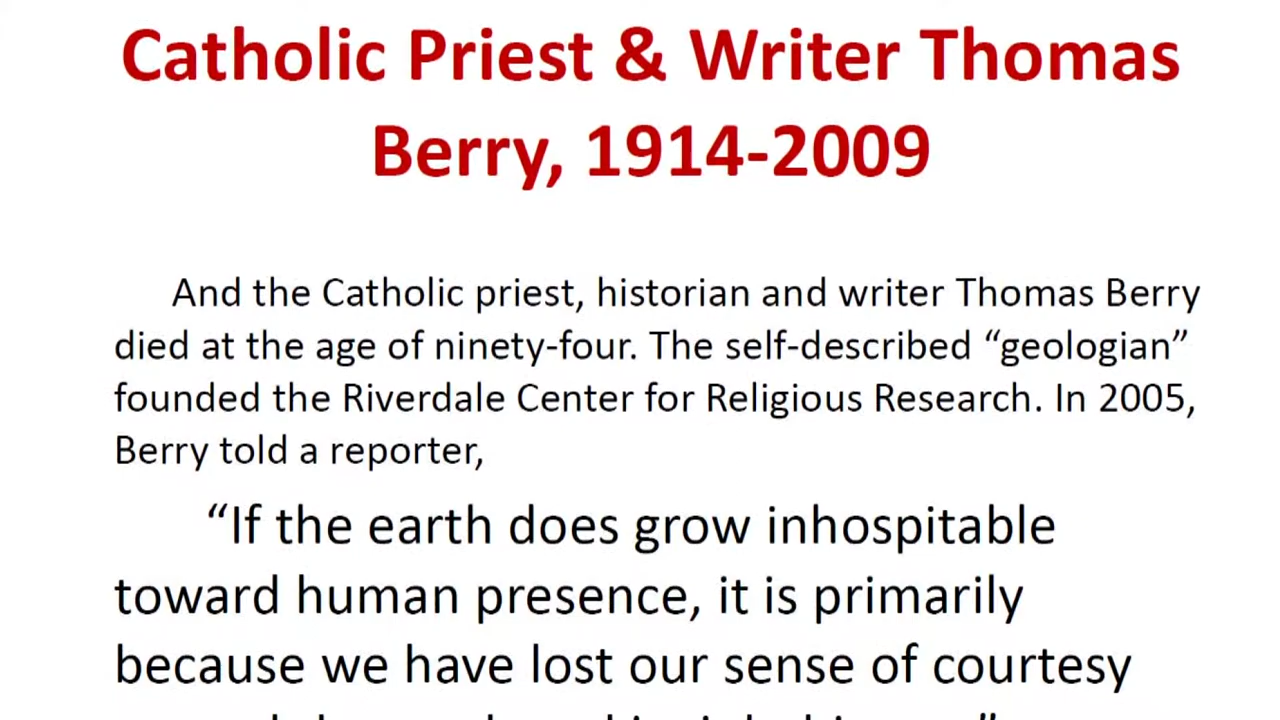 Catholic Priest & Writer Thomas
Berry, 1914-2009
And the Catholic priest, historian and writer Thomas Berry
died at the age of ninety-four. The self-described “geologian”
founded the Riverdale Center for Religious Research. In 2005,
Berry told a reporter,
“If the earth does grow inhospitable
toward human presence, it is primarily
because we have lost our sense of courtesy